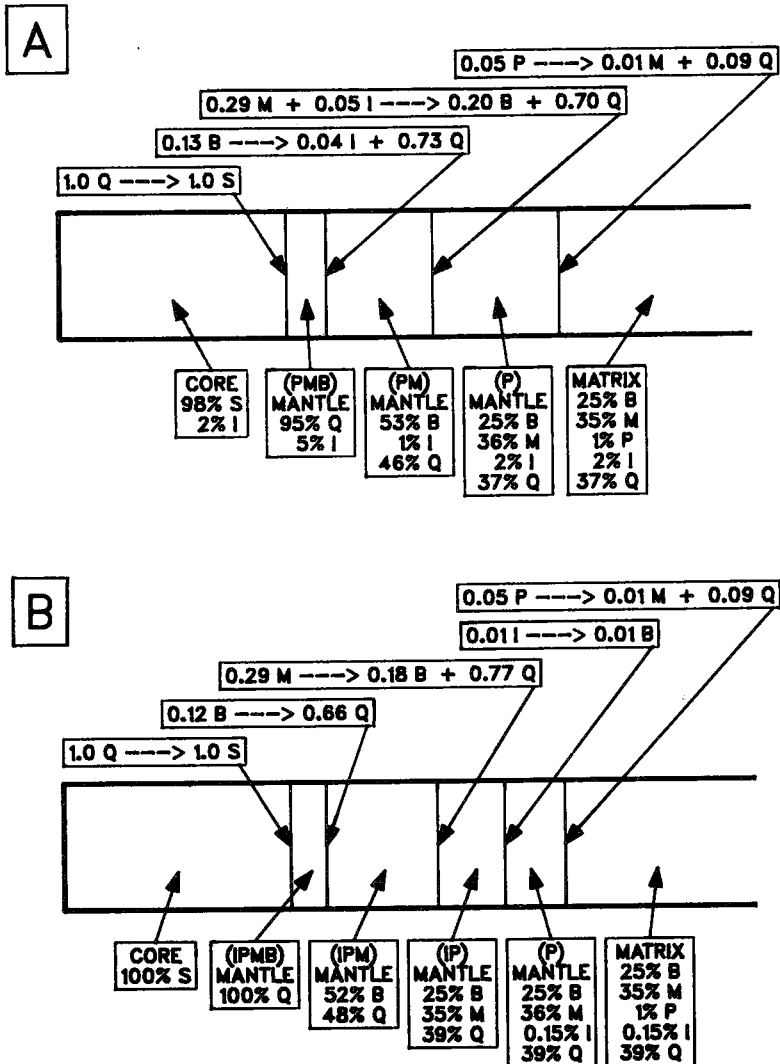 A
0.05 P ---> 0.01 M + 0.09 Q
0.29 M + 0.05 I ---> 0.20 B + 0.70 Q
0.13 B ---> 0.04 I + 0.73 Q
1.0 Q ---> 1.0 S
CORE
98% S
2% I
(PMB)
MANTLE
95% Q
5% I
(PM)
MANTLE
53% B
1% I
46% Q
(P)
MANTLE
25% B
36% M
2% I
37% Q
MATRIX
25% B
35% M
1% P
2% I
37% Q
B
0.05 P ---> 0.01 M + 0.09 Q
0.01 I ---> 0.01 B
0.29 M ---> 0.18 B + 0.77 Q
0.12 B ---> 0.66 Q
1.0 Q ---> 1.0 S
CORE
100% S
(IPMB)
MANTLE
100% Q
(IPM)
MANTLE
52% B
48% Q
(IP)
MANTLE
25% B
35% M
39% Q
(P)
MANTLE
25% B
36% M
0.15% I
39% Q
MATRIX
25% B
35% M
1% P
0.15% I
39% Q